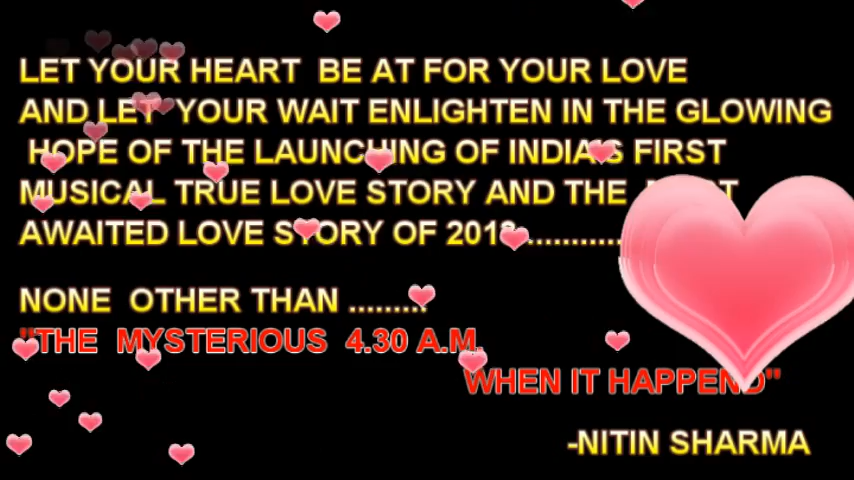 LET YOUR HEART BE AT FOR YOUR LOVE
AND LET YOUR WAIT ENLIGHTEN IN THE GLOWING
HOPE OF THE LAUNCHING OF INDIA'S FIRST
MUSICAL TRUE LOVE STORY AND THE
AWAITED LOVE STORY OF 2018 ............
NONE OTHER THAN .........
"THE MYSTERIOUS 4.30 A.M.
WHEN IT HAPPEND"
-NITIN SHARMA